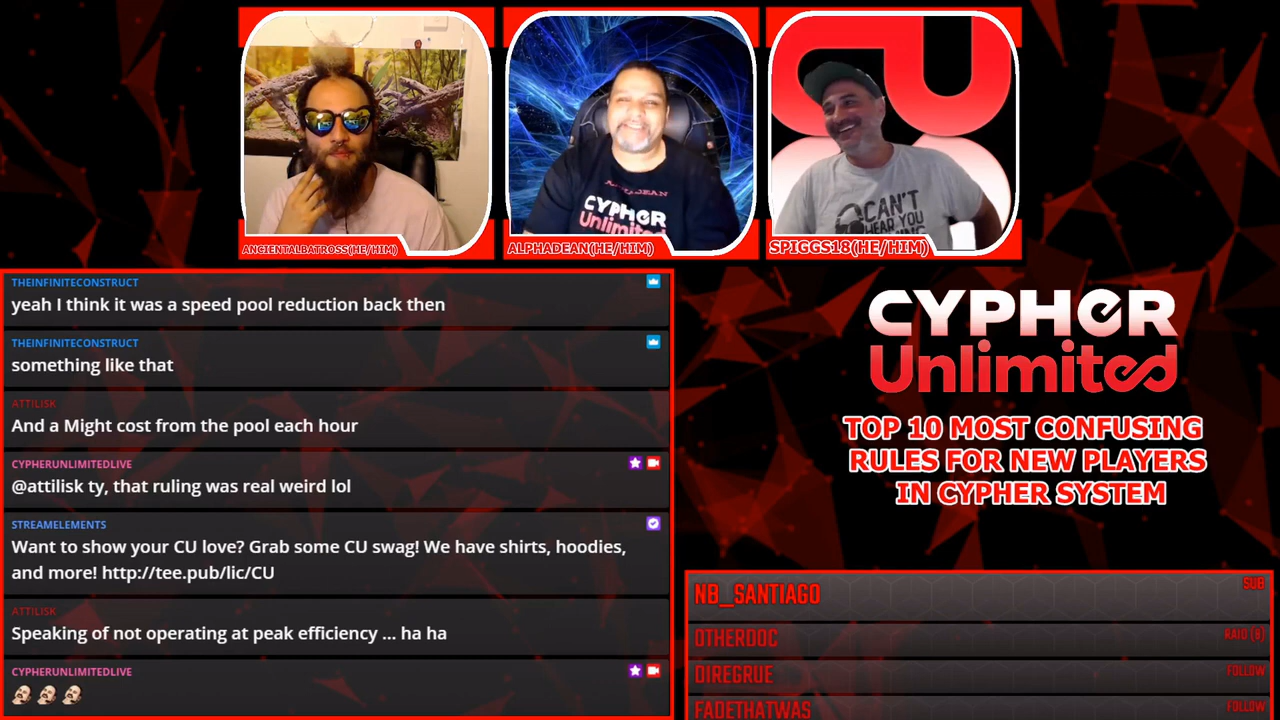 ANCIENTALBATROSS(HE/HIM)
ALPHADEAN(HE/HIM)
SPIGGS18(HE/HIM)
ALPHADEAN
CYPHER
Unlimited
CAN'T
HEAR YOU
THEINFINITECONSTRUCT
yeah I think it was a speed pool reduction back then
THEINFINITECONSTRUCT
something like that
ATTILISK
And a Might cost from the pool each hour
CYPHERUNLIMITEDLIVE
@attilisk ty, that ruling was real weird lol
STREAMELEMENTS
Want to show your CU love? Grab some CU swag! We have shirts, hoodies,
and more! http://tee.pub/lic/CU
ATTILISK
Speaking of not operating at peak efficiency ... ha ha
CYPHERUNLIMITEDLIVE
CYPHER
Unlimited
TOP 10 MOST CONFUSING
RULES FOR NEW PLAYERS
IN CYPHER SYSTEM
NB_SANTIAGO SUB
OTHERDOC RAID (8)
DIREGRUE FOLLOW
FADETHATWAS FOLLOW